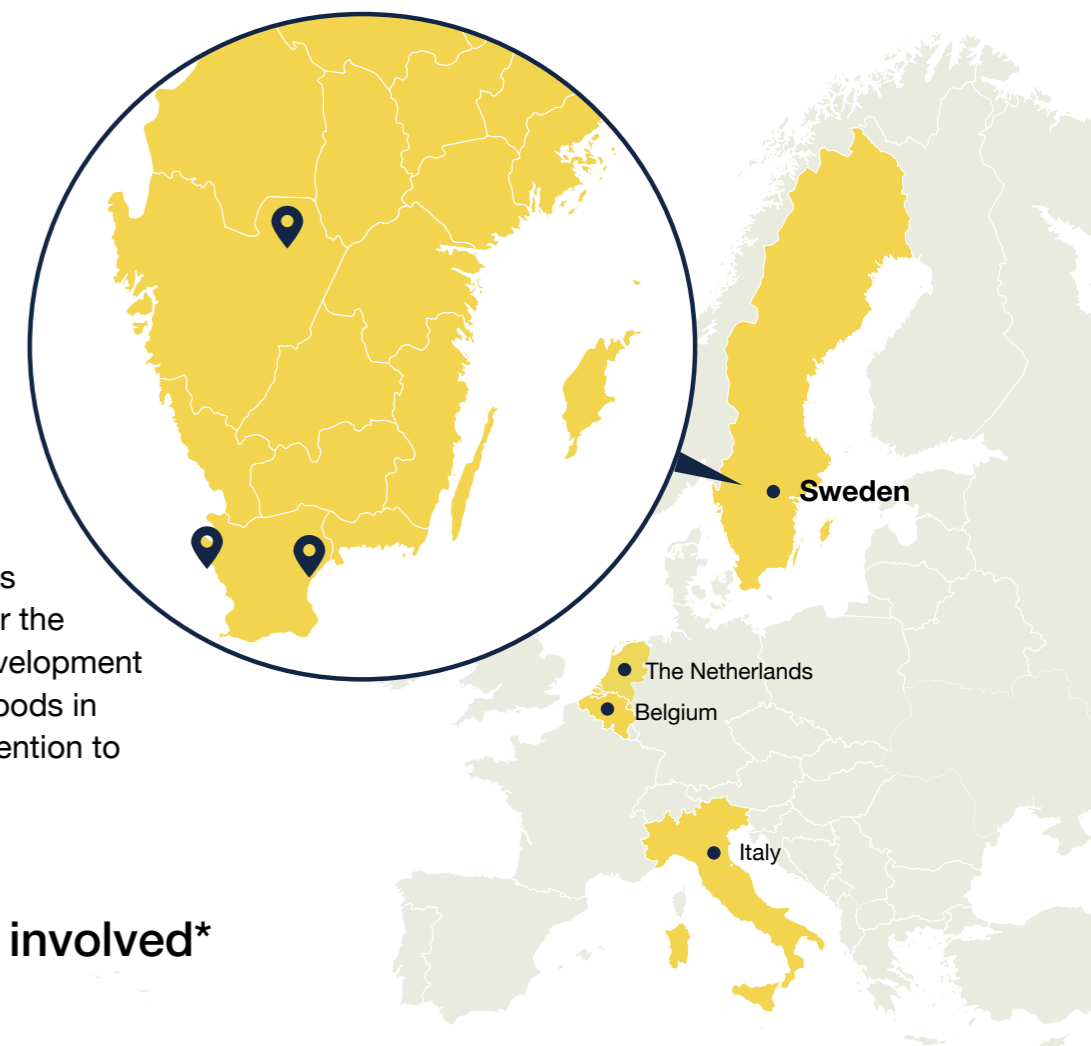 Sweden
s
r the
velopment
oods in
ention to
The Netherlands
Belgium
Italy
involved*